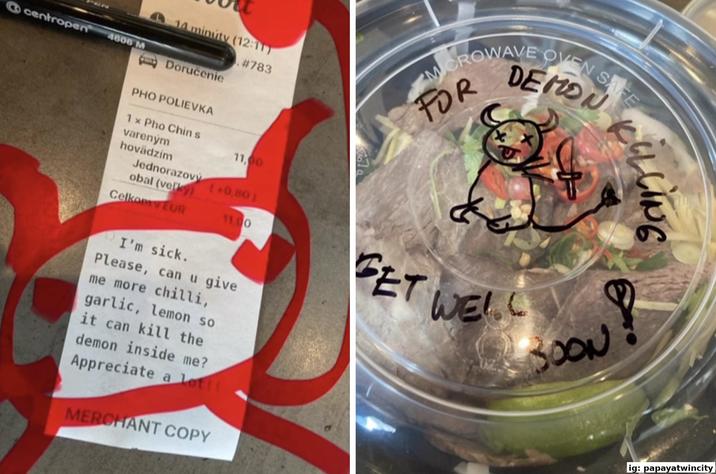 centropen
4606 M
14 minúty (12:11)
#783
Doručenie
PHO POLIEVKA
1 × Pho Chin s
vareným
hovädzím
11,00
Jednorazový
obal (veľký) (+0,80)
Celkom v EUR
11,00
I'm sick.
Please, can u give
me more chilli,
garlic, lemon so
it can kill the
demon inside me?
Appreciate a lot!!
MERCHANT COPY
MICROWAVE OVEN SAFE
FOR DEMON KILLING
GET WELL
SOON!
ig: papayatwincity